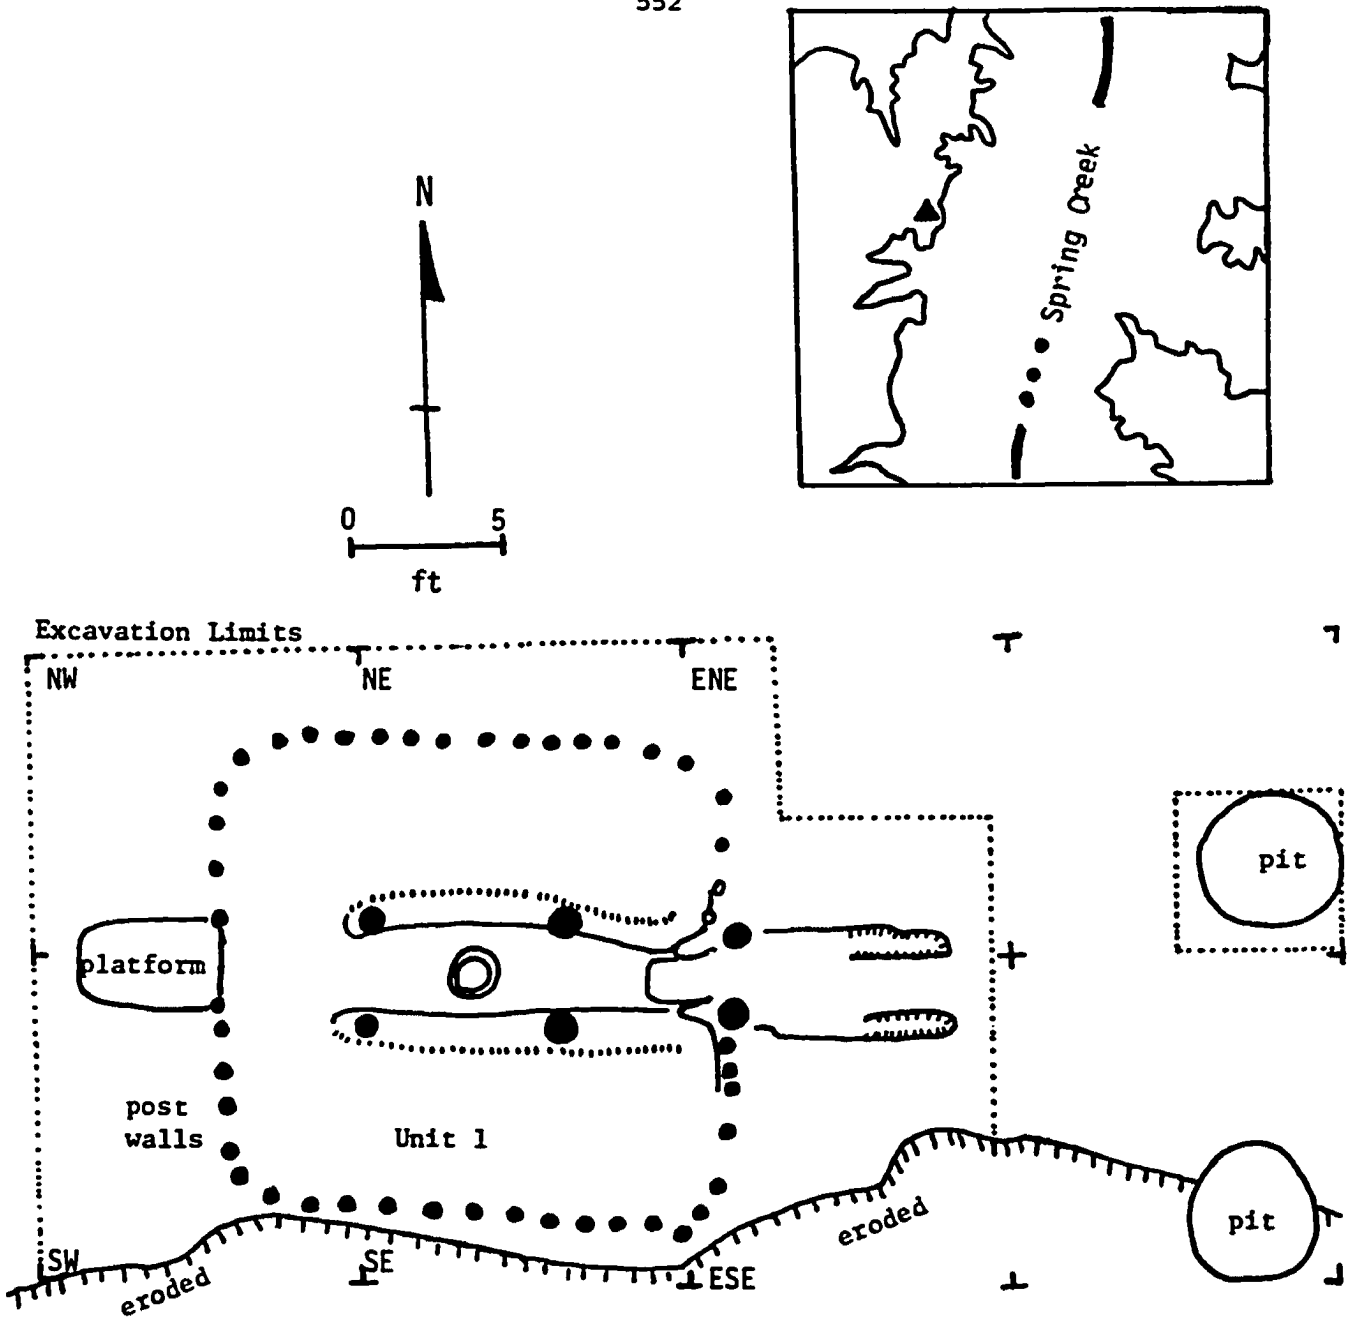 552
Spring Creek
N
0 5
ft
Excavation Limits
NW NE ENE
pit
platform
post
walls
Unit 1
eroded
pit
SW SE ESE
eroded